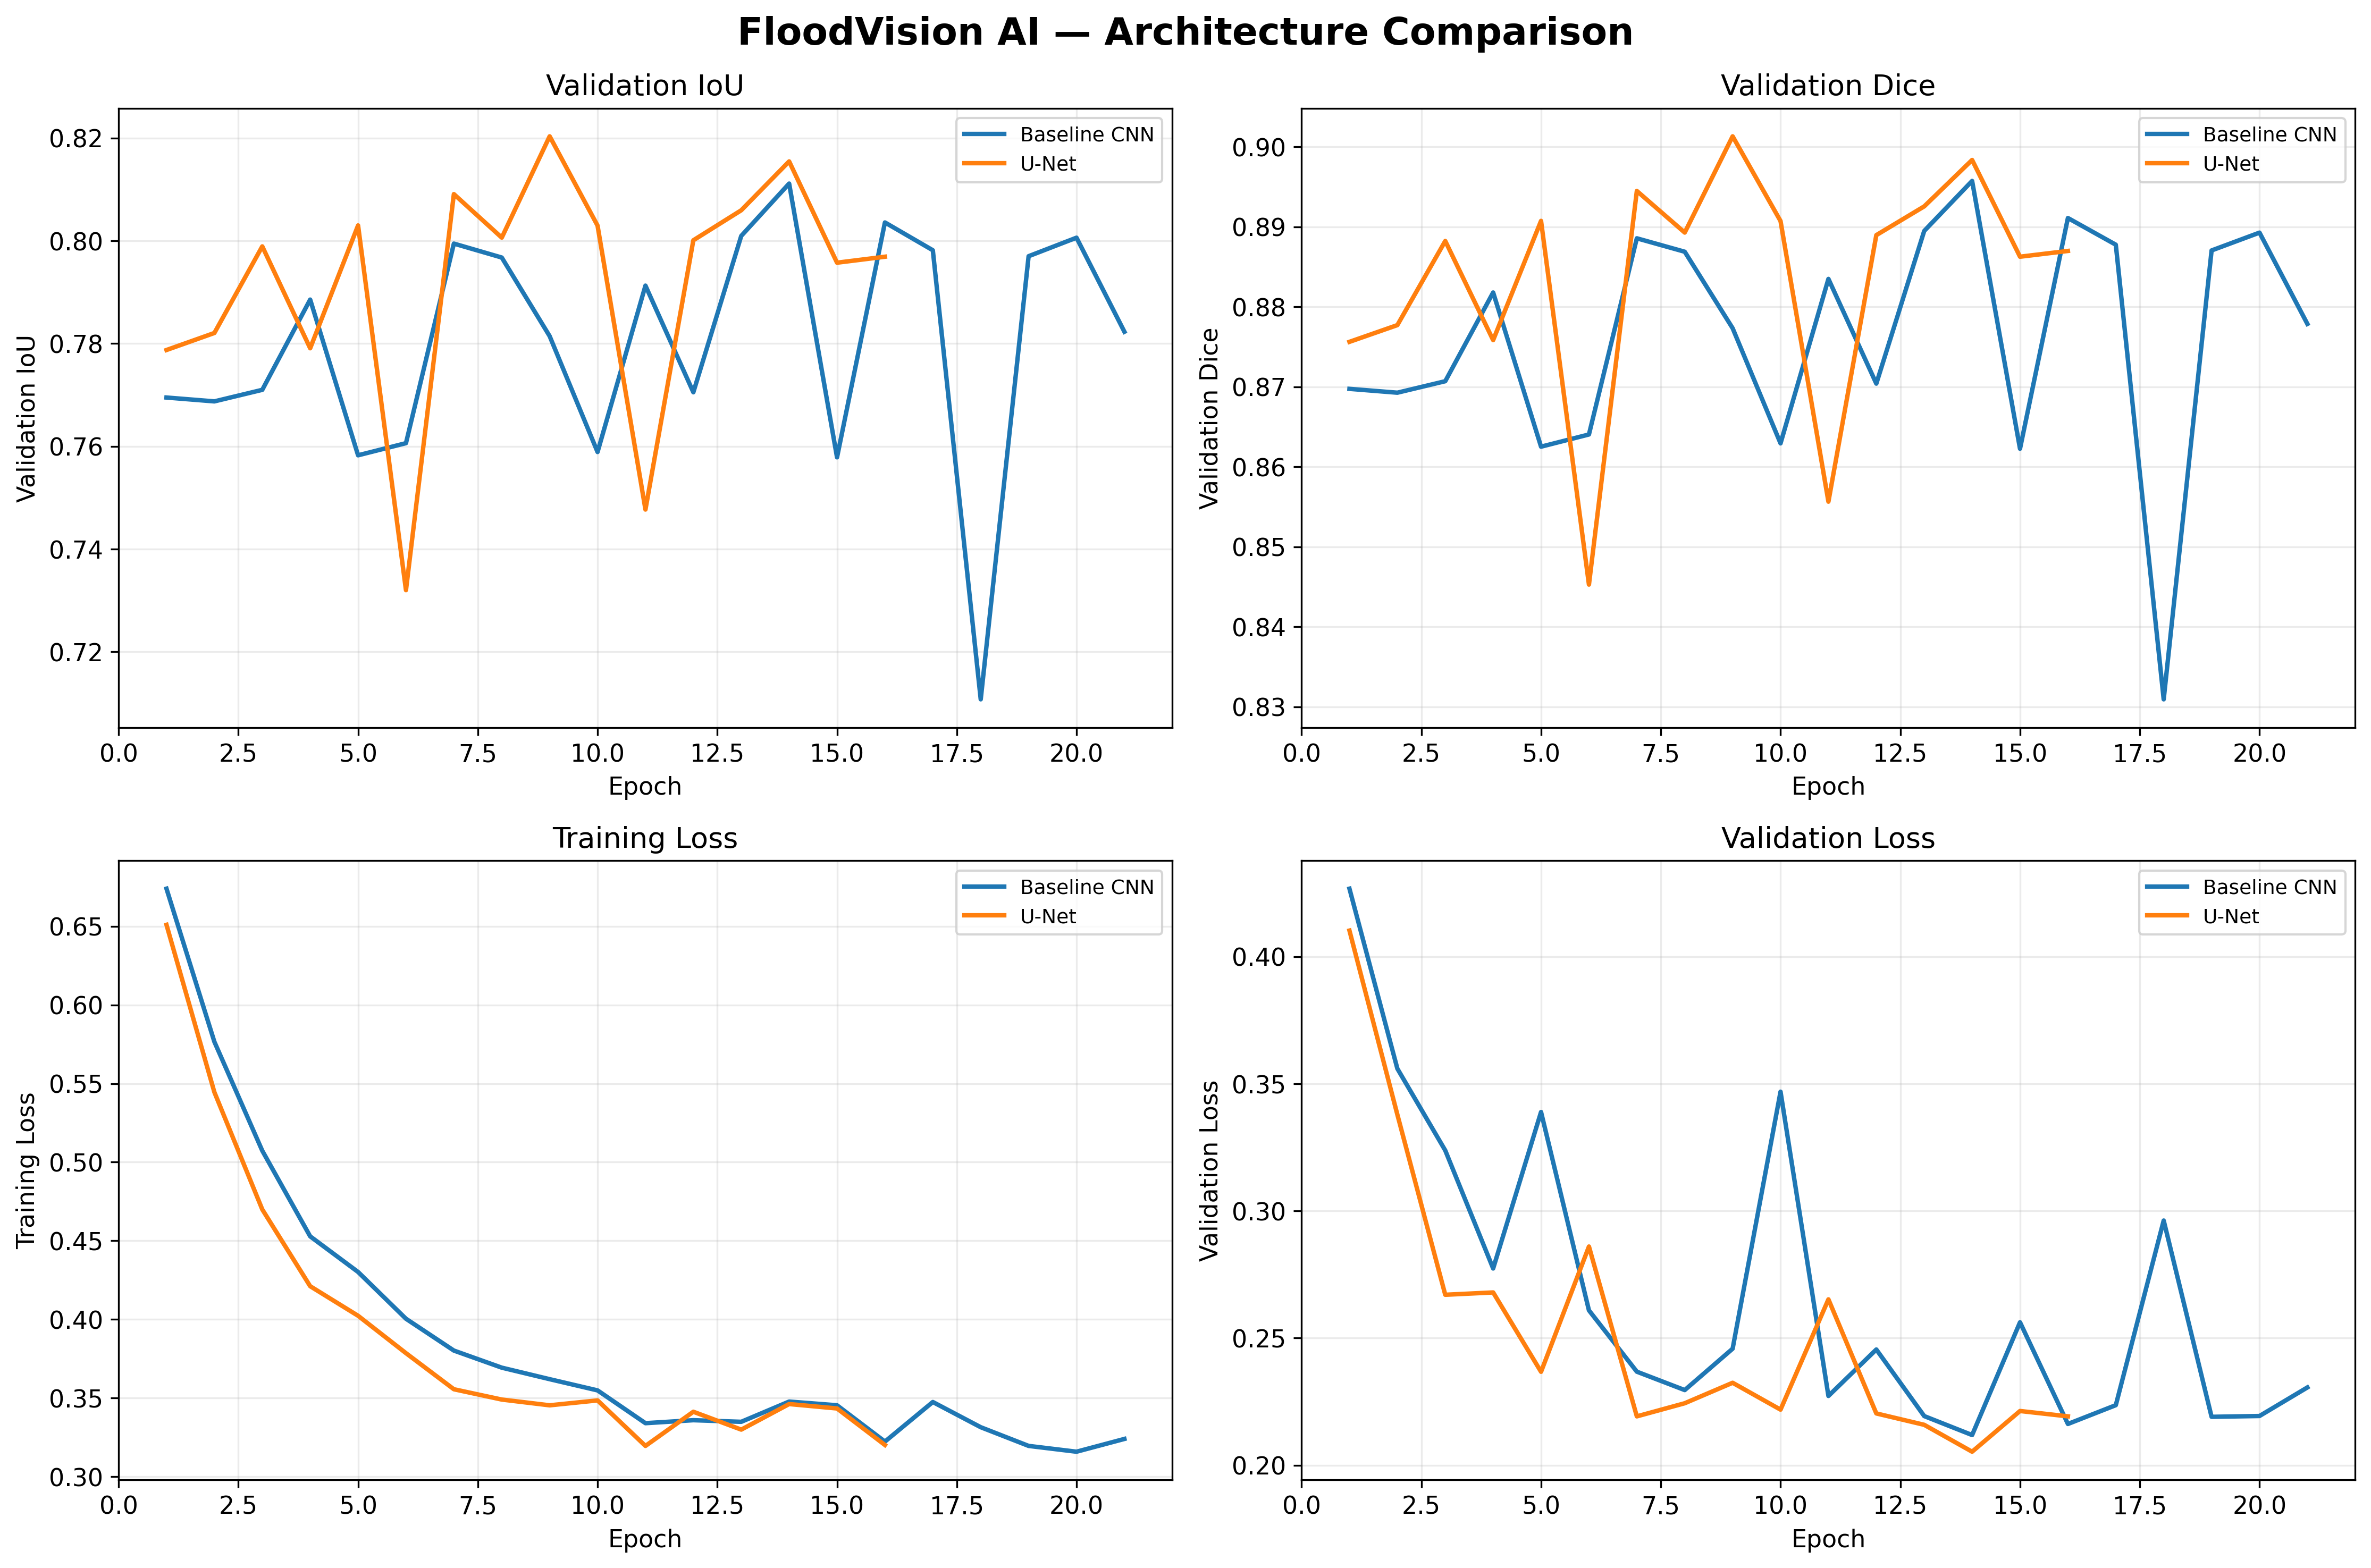 FloodVision AI — Architecture Comparison
Validation IoU
Validation IoU
0.82
0.80
0.78
0.76
0.74
0.72
0.0 2.5 5.0 7.5 10.0 12.5 15.0 17.5 20.0
Epoch
Baseline CNN
U-Net
Validation Dice
Validation Dice
0.90
0.89
0.88
0.87
0.86
0.85
0.84
0.83
0.0 2.5 5.0 7.5 10.0 12.5 15.0 17.5 20.0
Epoch
Baseline CNN
U-Net
Training Loss
Training Loss
0.65
0.60
0.55
0.50
0.45
0.40
0.35
0.30
0.0 2.5 5.0 7.5 10.0 12.5 15.0 17.5 20.0
Epoch
Baseline CNN
U-Net
Validation Loss
Validation Loss
0.40
0.35
0.30
0.25
0.20
0.0 2.5 5.0 7.5 10.0 12.5 15.0 17.5 20.0
Epoch
Baseline CNN
U-Net